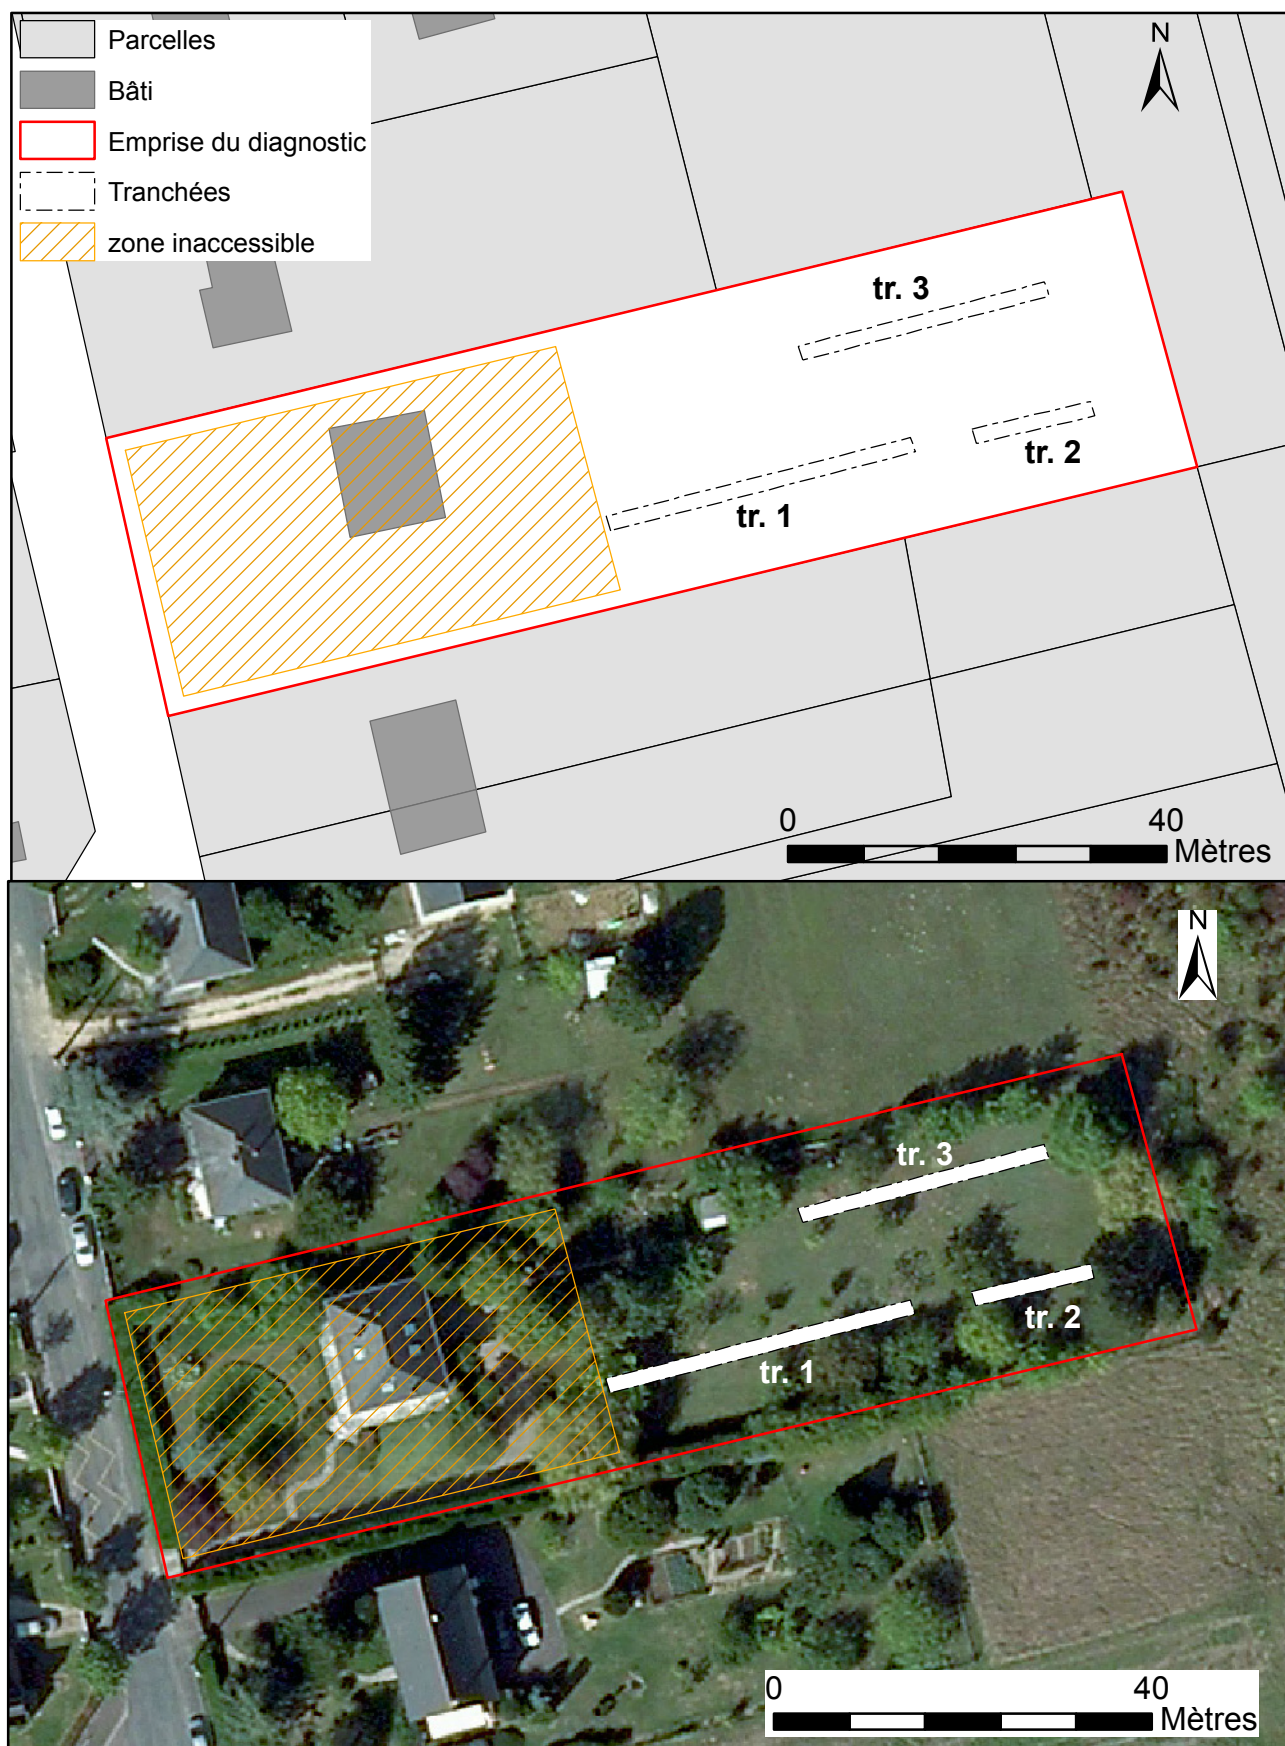 Parcelles
Bâti
Emprise du diagnostic
Tranchées
zone inaccessible
N
tr. 3
tr. 2
tr. 1
0 40
Mètres
N
tr. 3
tr. 2
tr. 1
0 40
Mètres